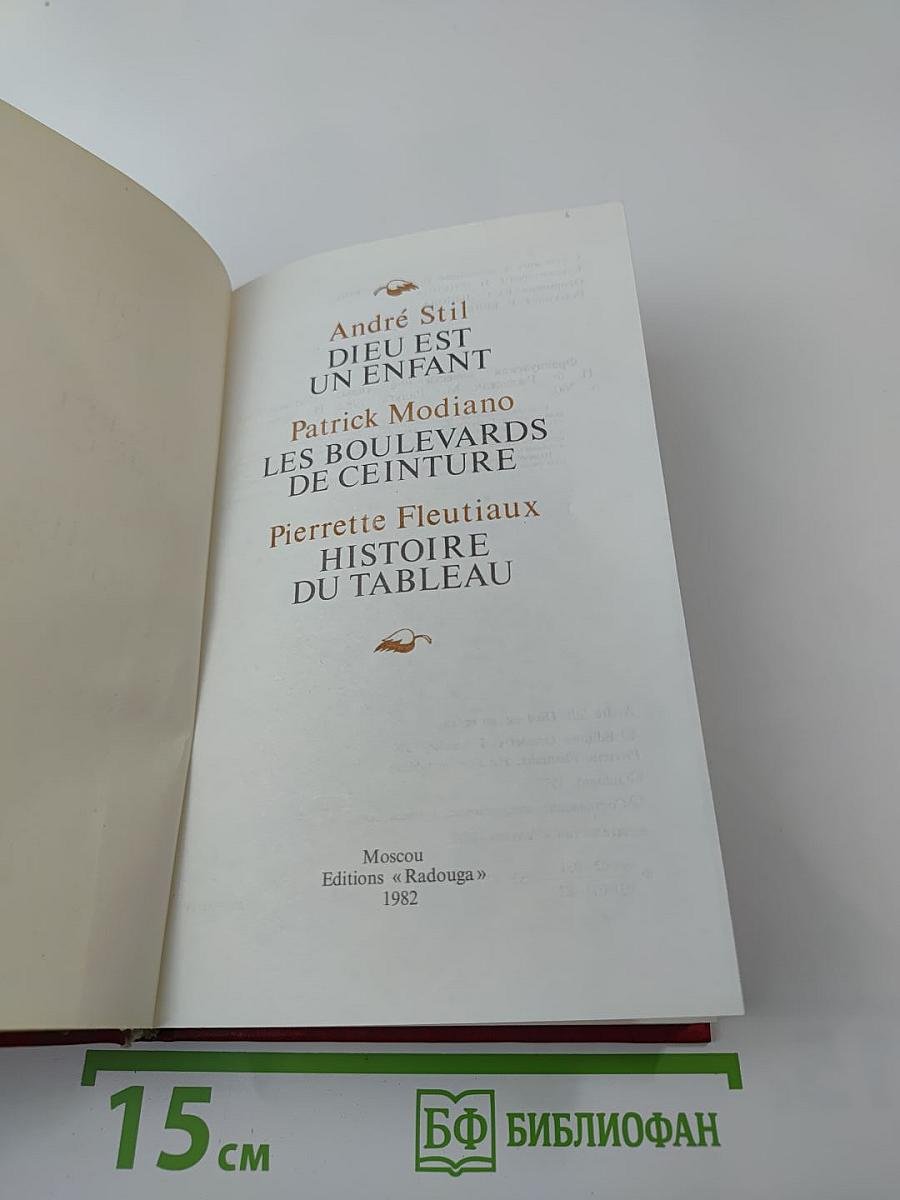 André Stil
DIEU EST
UN ENFANT
Patrick Modiano
LES BOULEVARDS
DE CEINTURE
Pierrette Fleutiaux
HISTOIRE
DU TABLEAU
Moscou
Editions «Radouga»
1982
15 см
БФ БИБЛИОФАН